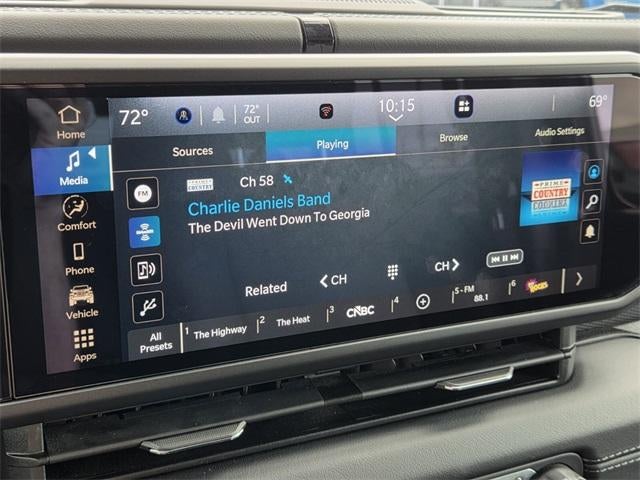 72°
72°
OUT
10:15
69°
Home
Media
Comfort
Phone
Vehicle
Apps
Sources
Playing
Browse
Audio Settings
FM
PRIME
COUNTRY
Ch 58
Charlie Daniels Band
The Devil Went Down To Georgia
PRIME
COUNTRY
Related
CH
CH
All
Presets
1 The Highway
2 The Heat
3 CNBC
4
5 - FM
88.1
6